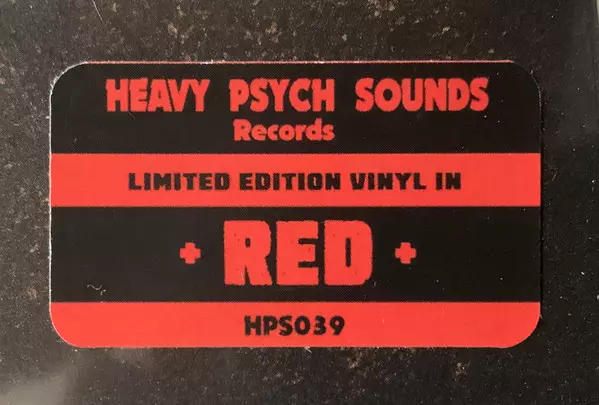 HEAVY PSYCH SOUNDS
Records
LIMITED EDITION VINYL IN
+ RED +
HPS039